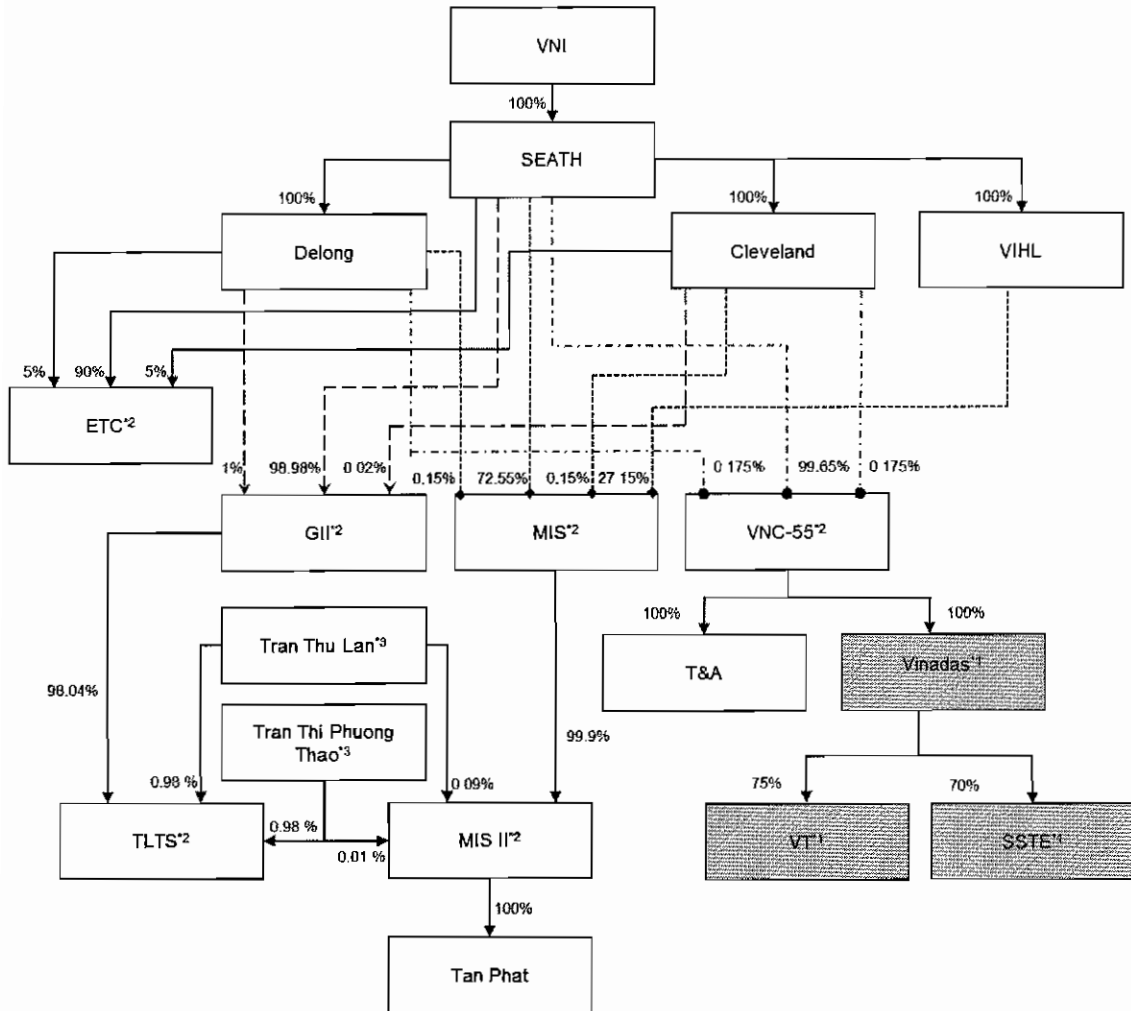 VNI
100%
SEATH
100%
100%
100%
Delong
Cleveland
VIHL
5%
90%
5%
ETC*2
1%
98.98%
0 02%
0.15%
72.55%
0.15%
27 15%
0 175%
99.65%
0 175%
GII*2
MIS*2
VNC-55*2
100%
100%
Tran Thu Lan*3
T&A
Vinadas*1
98.04%
Tran Thi Phuong
Thao*3
99.9%
0.98 %
0 09%
75%
70%
TLTS*2
0.98 %
0.01 %
MIS II*2
VT*1
SSTE*1
100%
Tan Phat